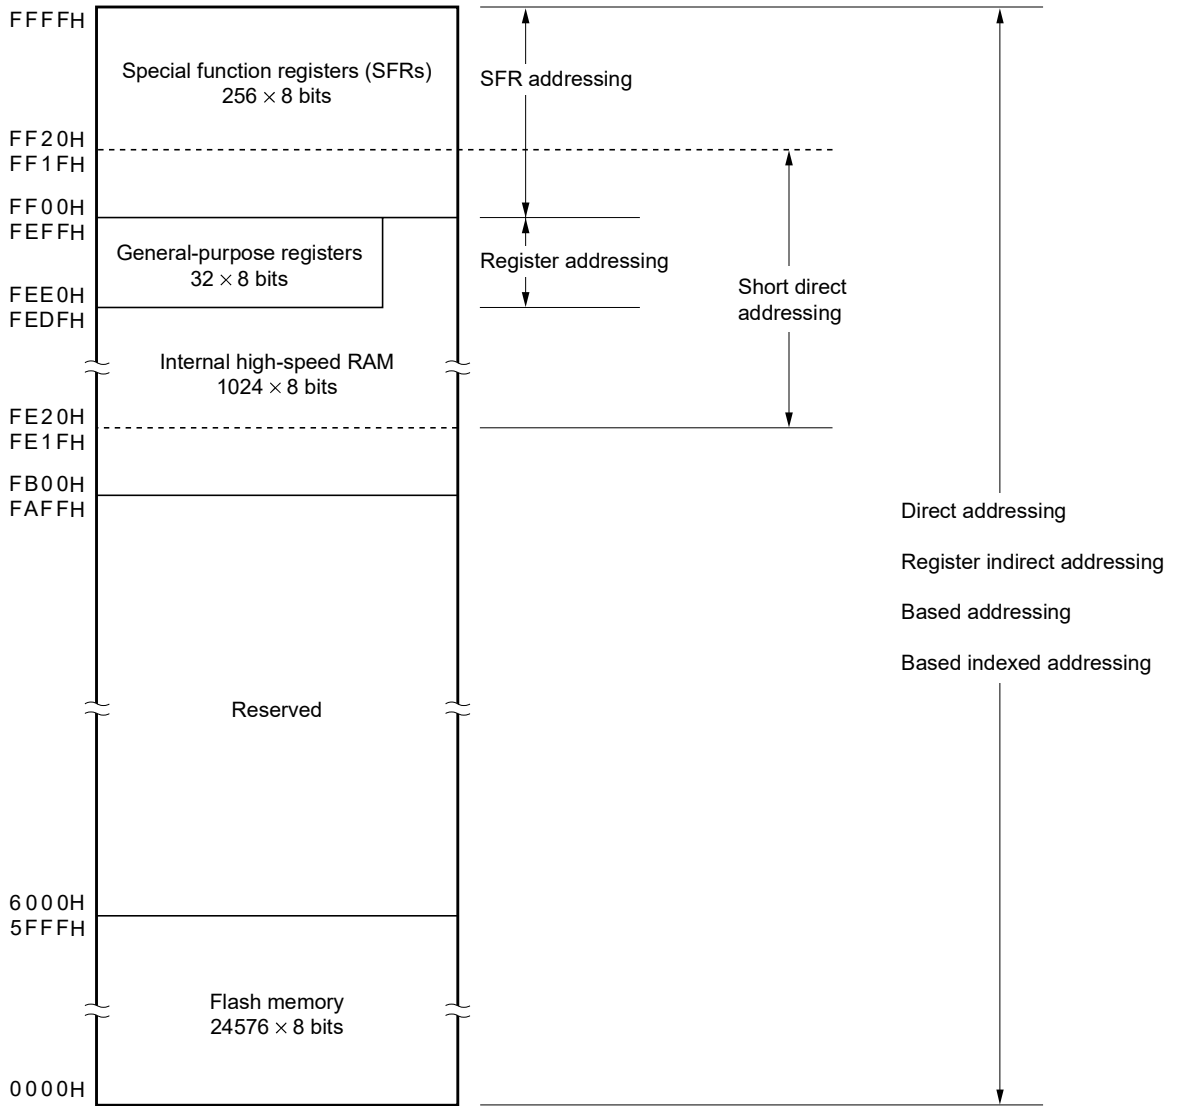 FFFFH
Special function registers (SFRs)
256 × 8 bits
SFR addressing
FF20H
FF1FH
FF00H
FEFFH
General-purpose registers
32 × 8 bits
Register addressing
FEE0H
FEDFH
Short direct
addressing
Internal high-speed RAM
1024 × 8 bits
FE20H
FE1FH
FB00H
FAFFH
Direct addressing
Register indirect addressing
Based addressing
Based indexed addressing
Reserved
6000H
5FFFH
Flash memory
24576 × 8 bits
0000H